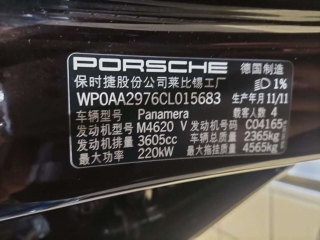 PORSCHE 德国制造
保时捷股份公司莱比锡工厂 1%
WP0AA2976CL015683 生产年月 11/11
车辆型号 Panamera 载客人数 4
发动机型号 M4620 V 发动机号码 C04165
发动机排量 3605cc 车辆总质量 2365kg
最大功率 220kW 最大拖挂质量 4565kg